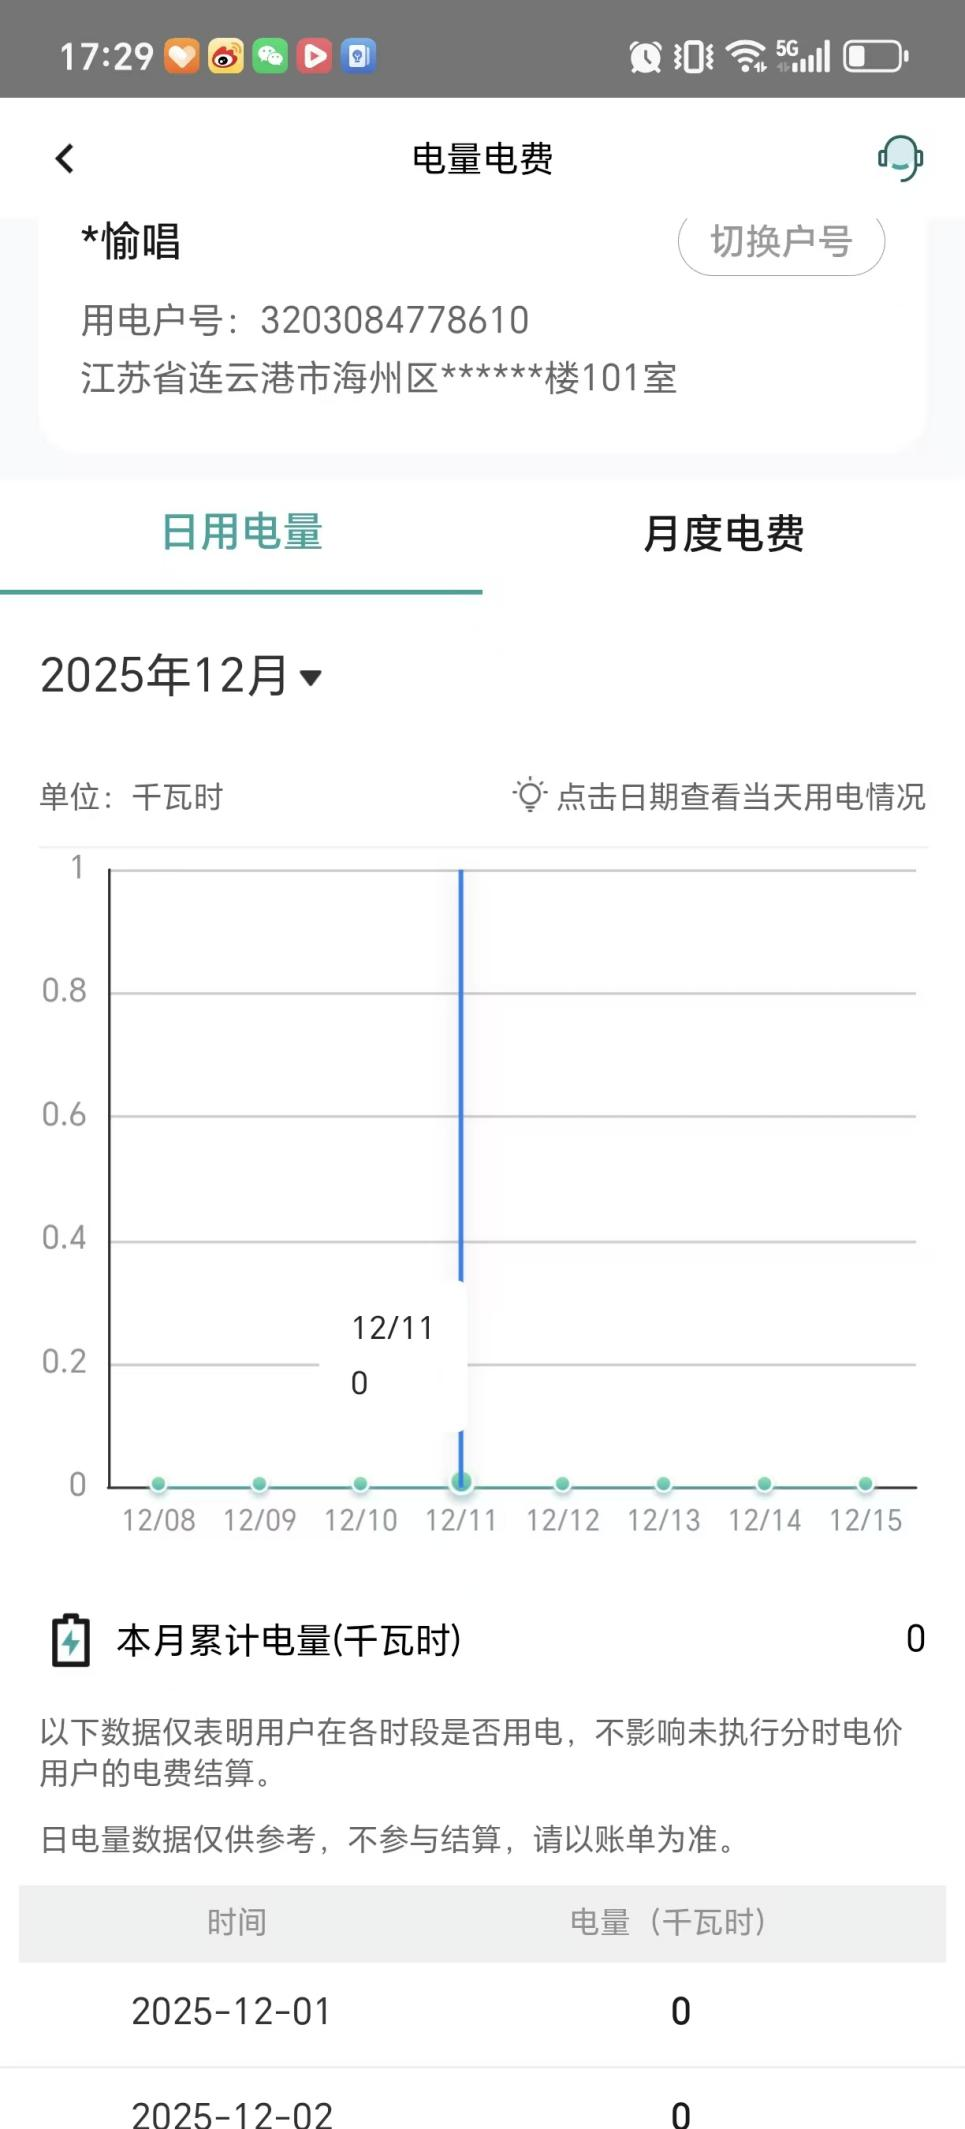 17:29
5G
电量电费
*愉唱
切换户号
用电户号：3203084778610
江苏省连云港市海州区******楼101室
日用电量
月度电费
2025年12月
单位：千瓦时
点击日期查看当天用电情况
1
0.8
0.6
0.4
12/11
0.2
0
0
12/08 12/09 12/10 12/11 12/12 12/13 12/14 12/15
本月累计电量(千瓦时) 0
以下数据仅表明用户在各时段是否用电，不影响未执行分时电价
用户的电费结算。
日电量数据仅供参考，不参与结算，请以账单为准。
时间 电量（千瓦时）
2025-12-01 0
2025-12-02 0